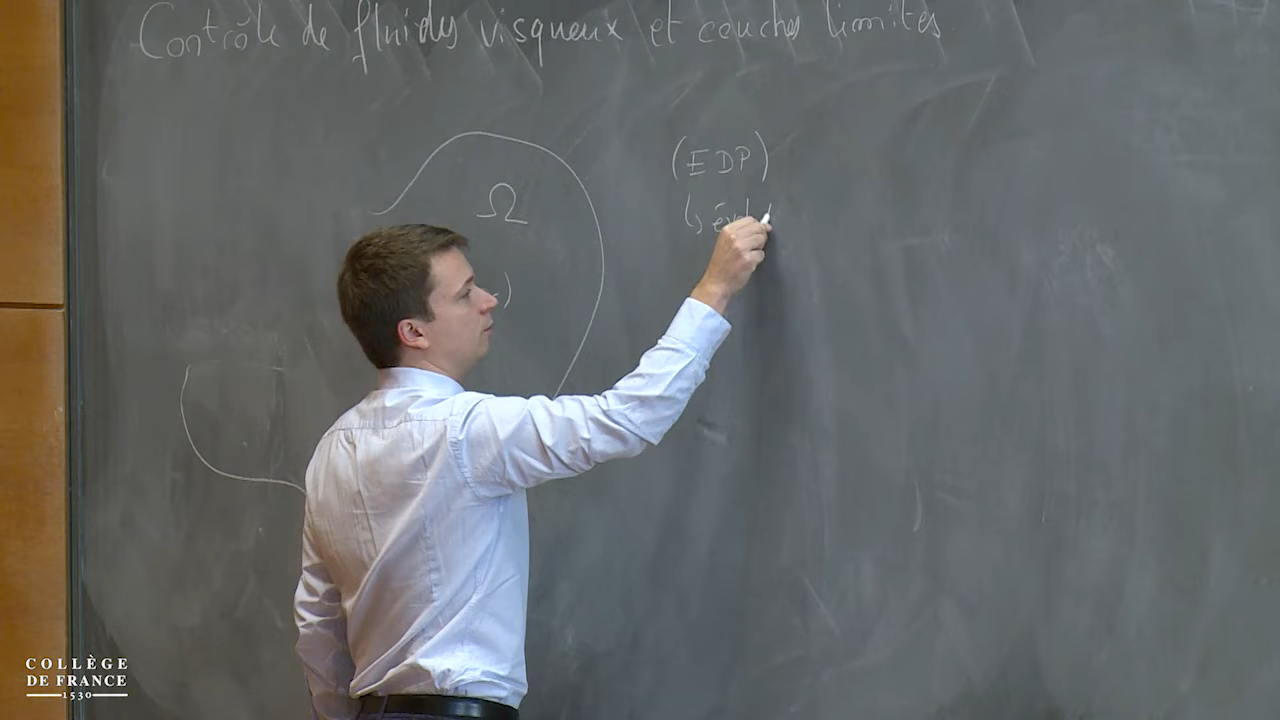 Contrôle de fluides visqueux et couches limites
Ω
(EDP)
COLLÈGE
DE FRANCE
1530